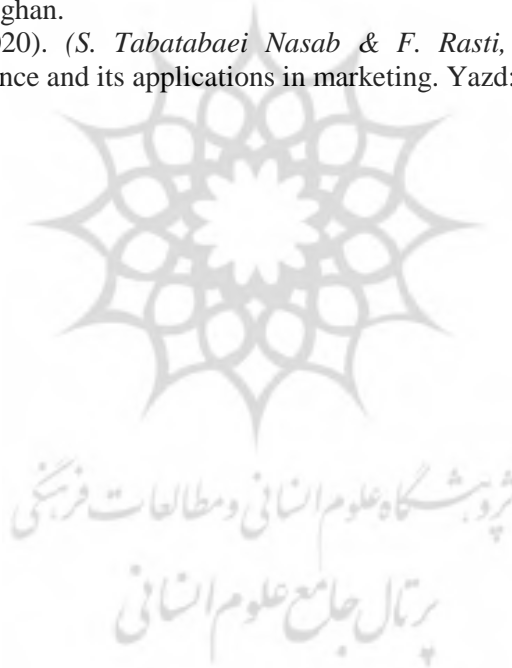 ghan.
20). (S. Tabatabaei Nasab & F. Rasti,
nce and its applications in marketing. Yazd:
پژوهشگاه علوم انسانی و مطالعات فرهنگی
پرتال جامع علوم انسانی